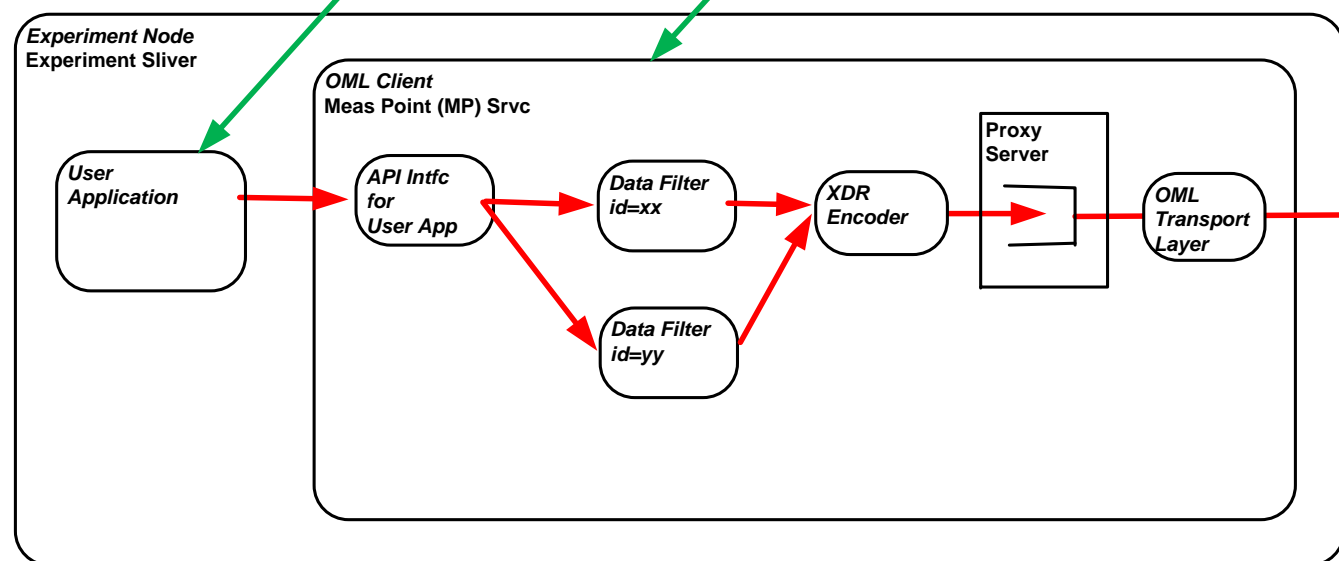 Experiment Node
Experiment Sliver
OML Client
Meas Point (MP) Srvc
User
Application
API Intfc
for
User App
Data Filter
id=xx
Data Filter
id=yy
XDR
Encoder
Proxy
Server
OML
Transport
Layer